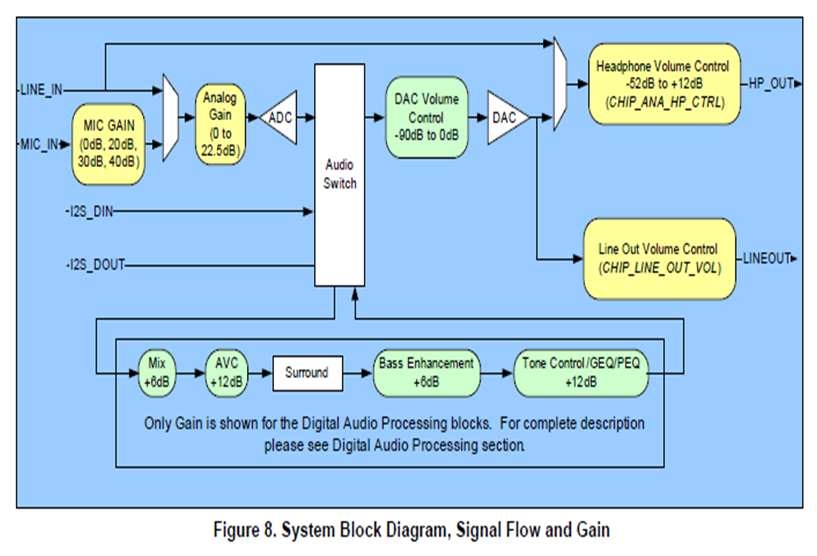 LINE_IN
MIC_IN
MIC GAIN
(0dB, 20dB,
30dB, 40dB)
Analog
Gain
(0 to
22.5dB)
ADC
Audio
Switch
DAC Volume
Control
-90dB to 0dB
DAC
Headphone Volume Control
-52dB to +12dB
(CHIP_ANA_HP_CTRL)
HP_OUT
-I2S_DIN
-I2S_DOUT
Line Out Volume Control
(CHIP_LINE_OUT_VOL)
LINEOUT
Mix
+6dB
AVC
+12dB
Surround
Bass Enhancement
+6dB
Tone Control/GEQ/PEQ
+12dB
Only Gain is shown for the Digital Audio Processing blocks. For complete description
please see Digital Audio Processing section.
Figure 8. System Block Diagram, Signal Flow and Gain